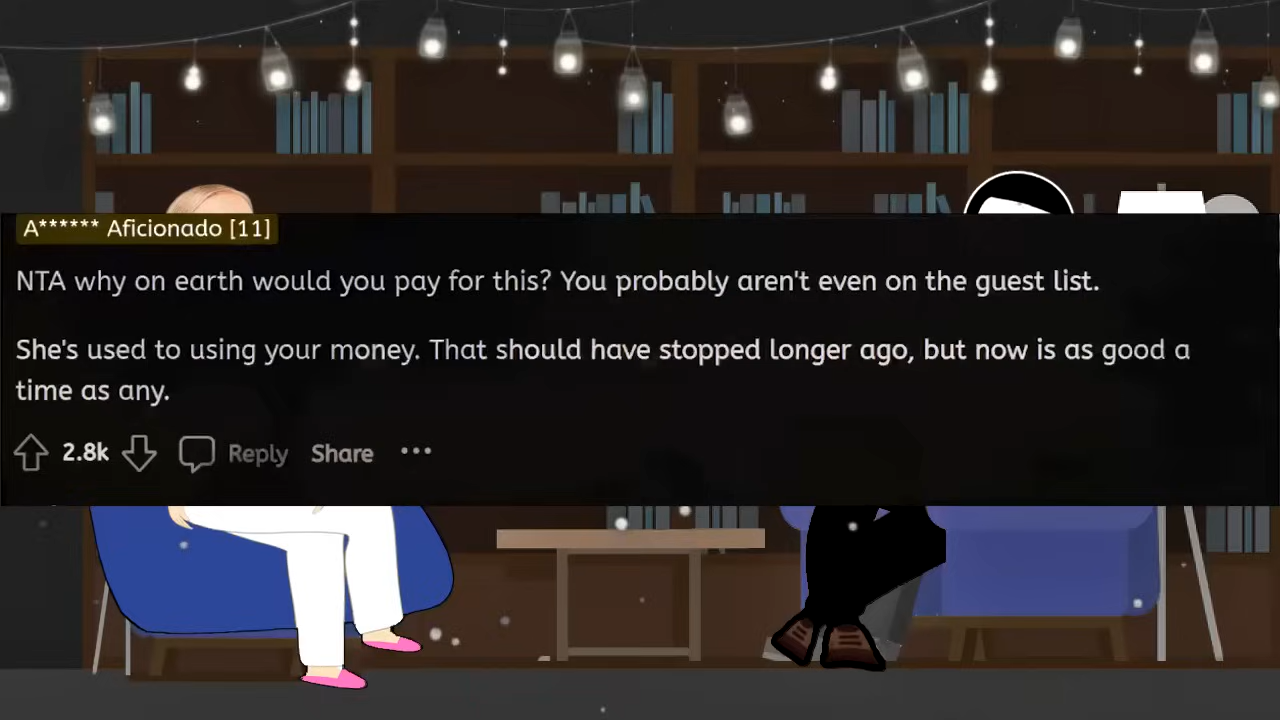 A****** Aficionado [11]
NTA why on earth would you pay for this? You probably aren't even on the guest list.
She's used to using your money. That should have stopped longer ago, but now is as good a
time as any.
2.8k Reply Share •••